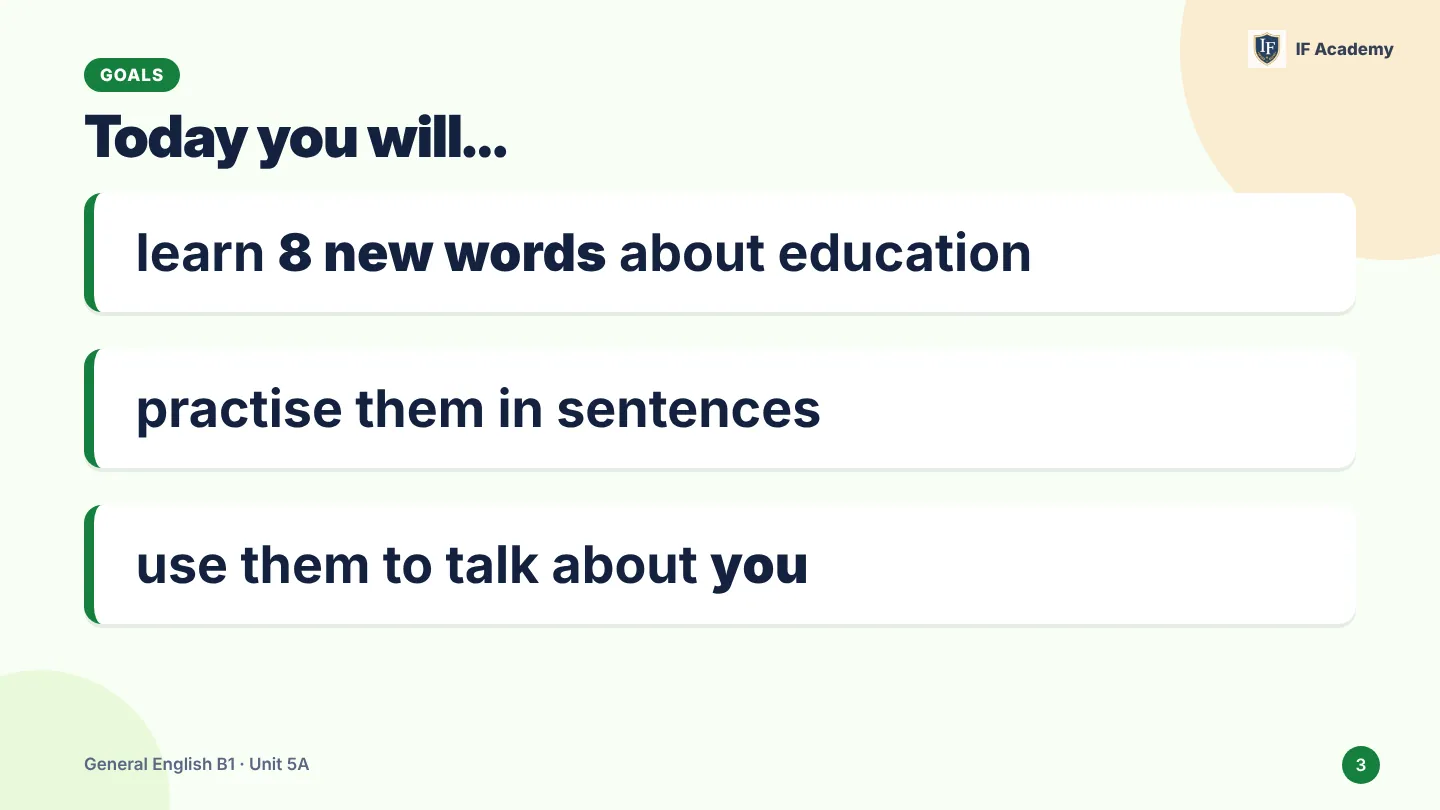 IF
IF Academy
GOALS
Today you will...
learn 8 new words about education
practise them in sentences
use them to talk about you
General English B1 · Unit 5A
3